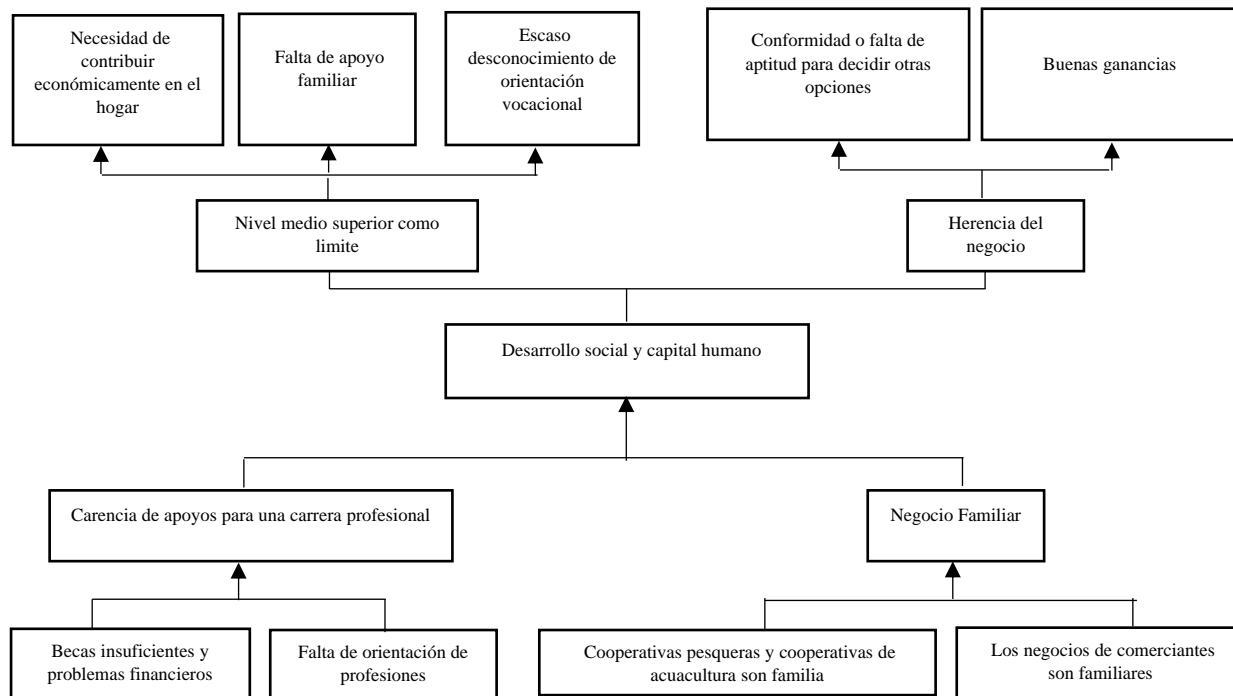 Necesidad de
contribuir
económicamente en el
hogar
Falta de apoyo
familiar
Escaso
desconocimiento de
orientación
vocacional
Conformidad o falta de
aptitud para decidir otras
opciones
Buenas ganancias
Nivel medio superior como
limite
Herencia del
negocio
Desarrollo social y capital humano
Carencia de apoyos para una carrera profesional
Negocio Familiar
Becas insuficientes y
problemas financieros
Falta de orientación de
profesiones
Cooperativas pesqueras y cooperativas de
acuacultura son familia
Los negocios de comerciantes
son familiares